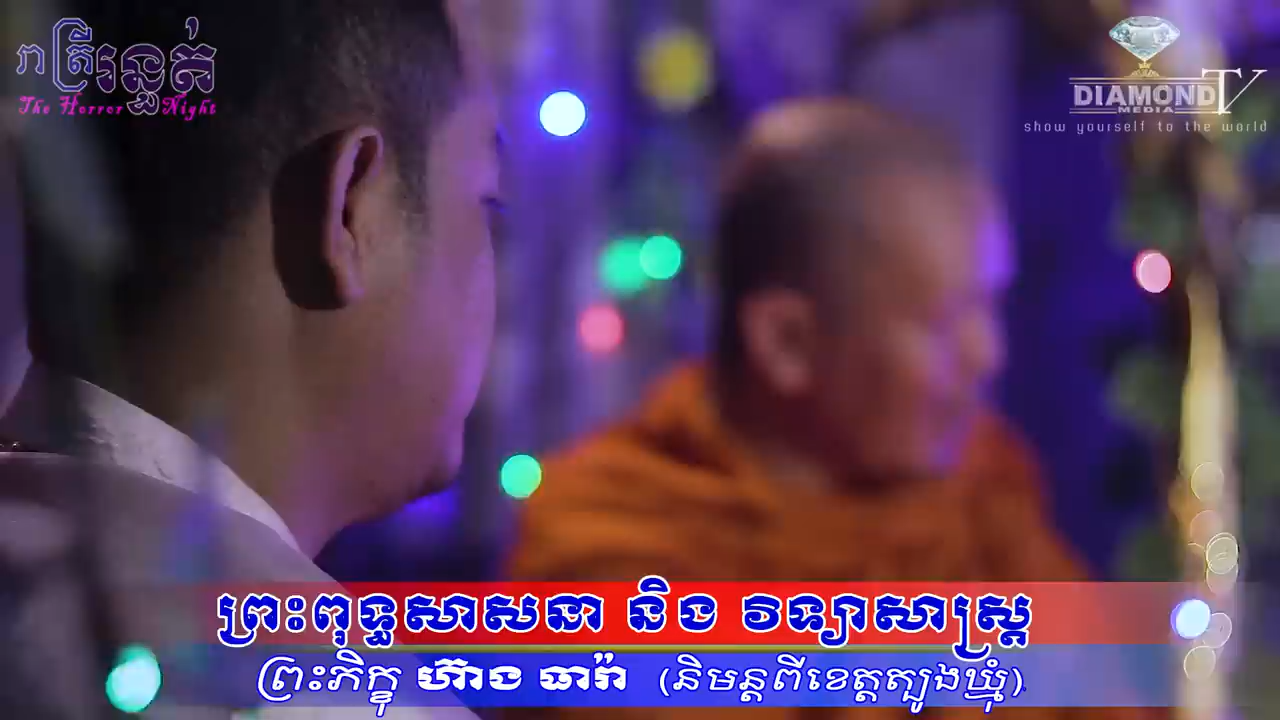 រាត្រីរន្ធត់
The Horror Night
DIAMOND TV
MEDIA
show yourself to the world
ព្រះពុទ្ធសាសនា និង វិទ្យាសាស្ត្រ
ព្រះភិក្ខុ ហ៊ាង ធារ៉ា (និមន្តពីខេត្តត្បូងឃ្មុំ)